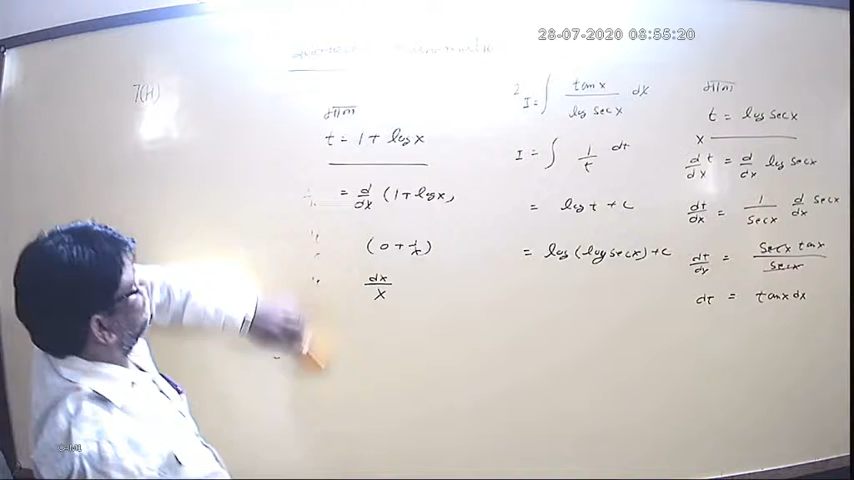 28-07-2020 08:55:20
7(H)
माना
t = 1 + log x
= d/dx (1 + log x)
(0 + 1/x)
dx/x
2 I = ∫ tan x / log sec x dx
I = ∫ 1/t dt
= log t + c
= log (log sec x) + c
माना
t = log sec x
x
d/dx t = d/dx log sec x
dt/dx = 1/sec x d/dx sec x
dt/dx = sec x tan x / sec x
dt = tan x dx
CAM1